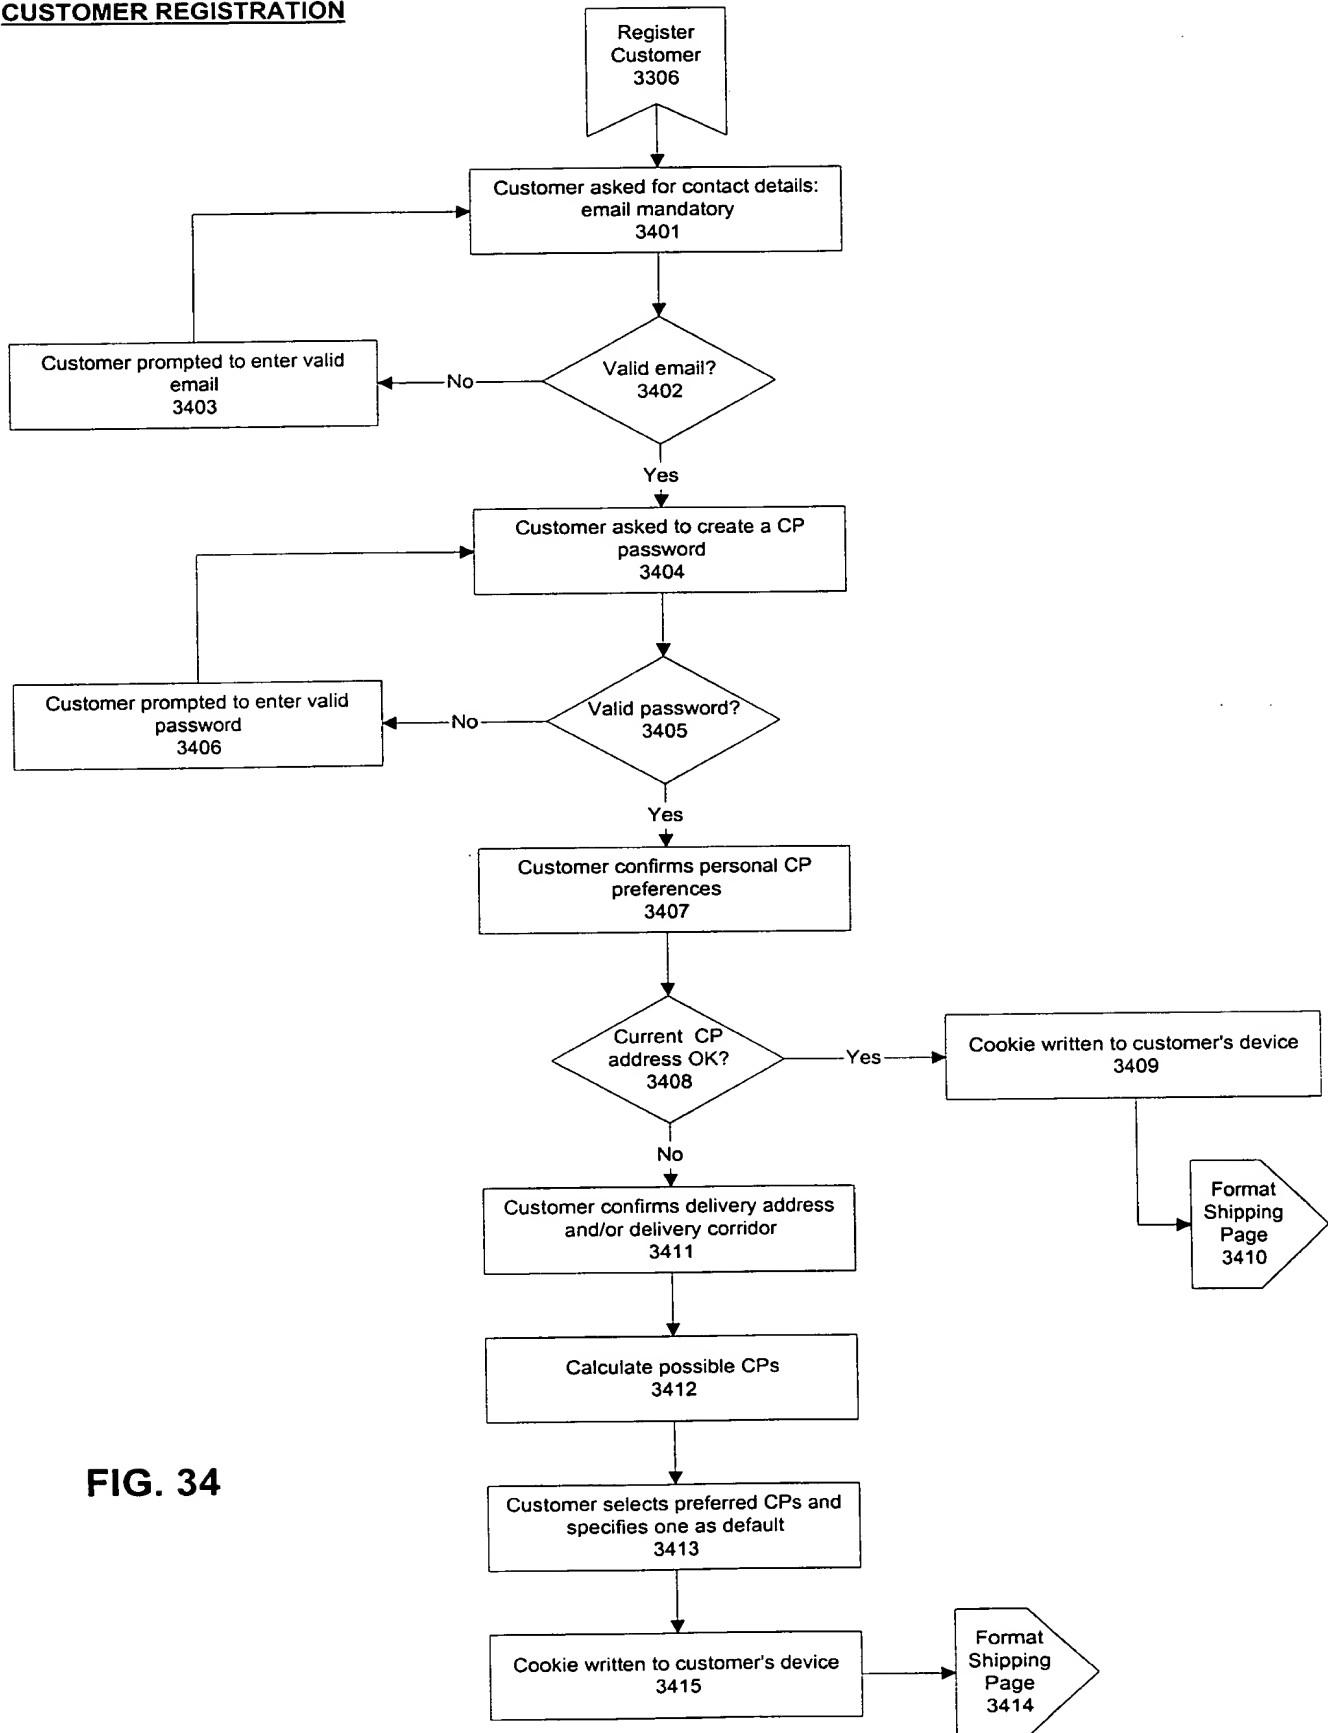 CUSTOMER REGISTRATION
Register
Customer
3306
Customer asked for contact details:
email mandatory
3401
Valid email?
3402
No
Customer prompted to enter valid
email
3403
Yes
Customer asked to create a CP
password
3404
Valid password?
3405
No
Customer prompted to enter valid
password
3406
Yes
Customer confirms personal CP
preferences
3407
Current CP
address OK?
3408
Yes
Cookie written to customer's device
3409
Format
Shipping
Page
3410
No
Customer confirms delivery address
and/or delivery corridor
3411
Calculate possible CPs
3412
Customer selects preferred CPs and
specifies one as default
3413
Cookie written to customer's device
3415
Format
Shipping
Page
3414
FIG. 34